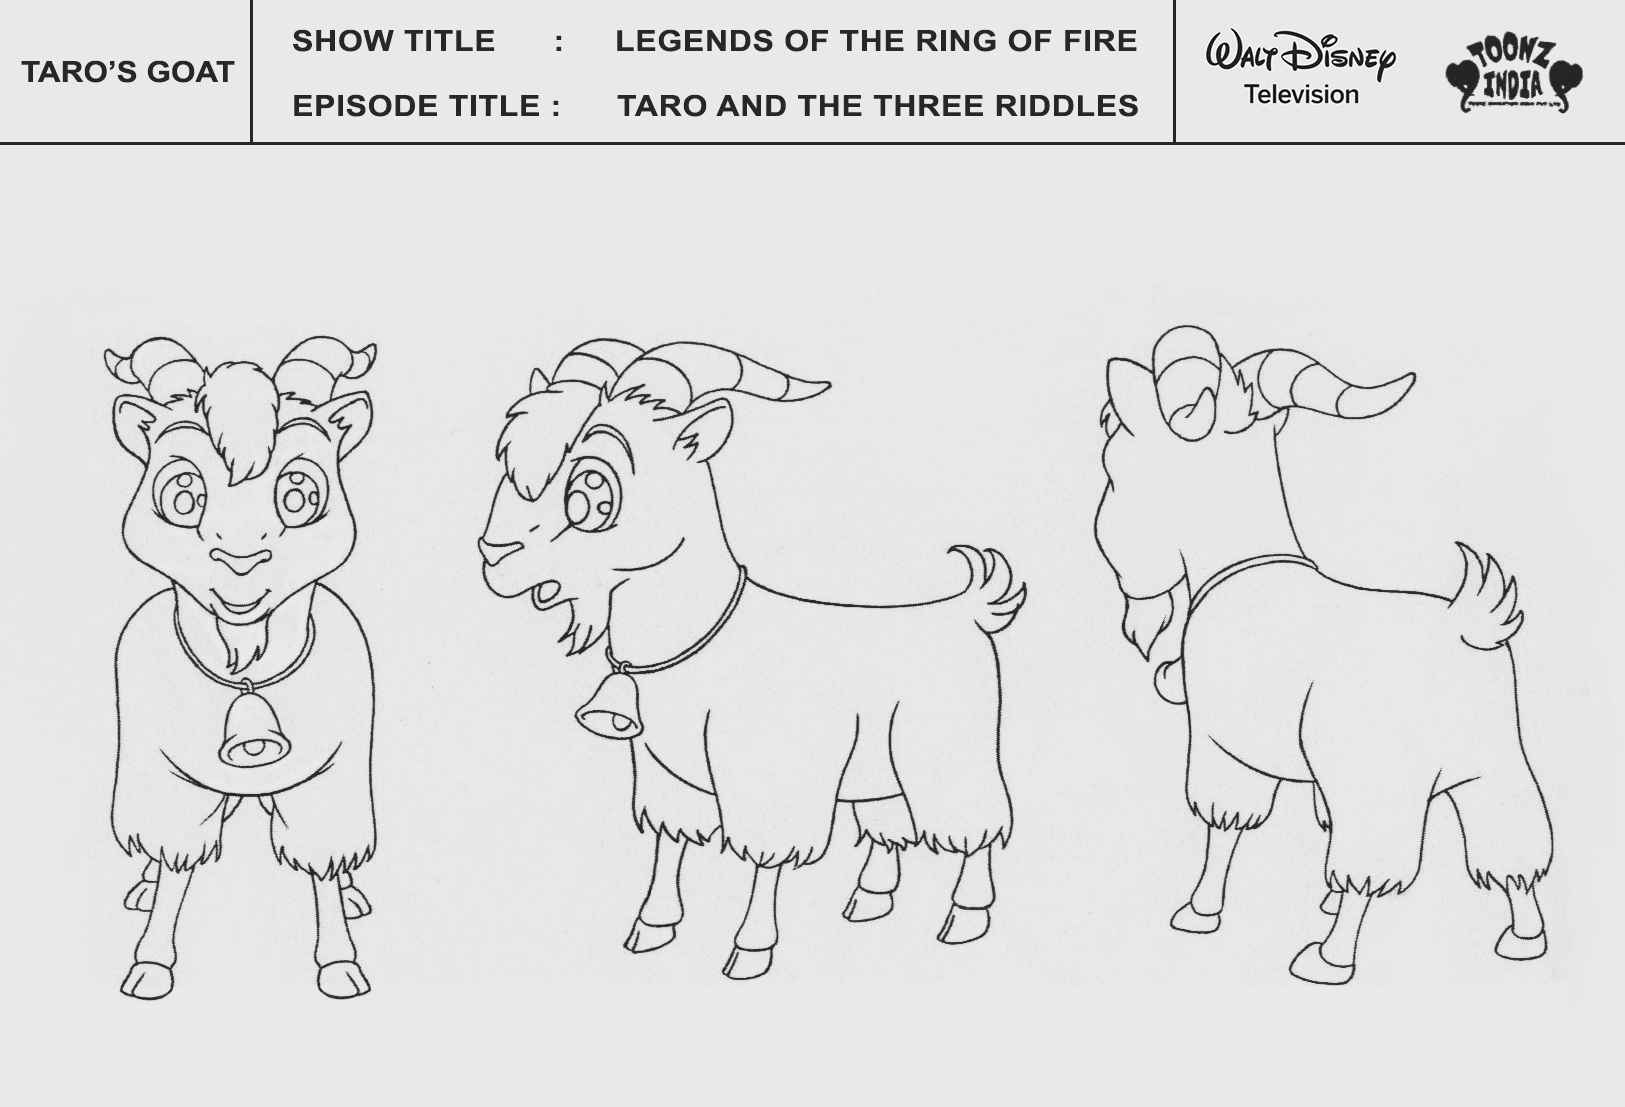 TARO'S GOAT
SHOW TITLE : LEGENDS OF THE RING OF FIRE
EPISODE TITLE : TARO AND THE THREE RIDDLES
WALT DISNEY
Television
TOONZ
INDIA